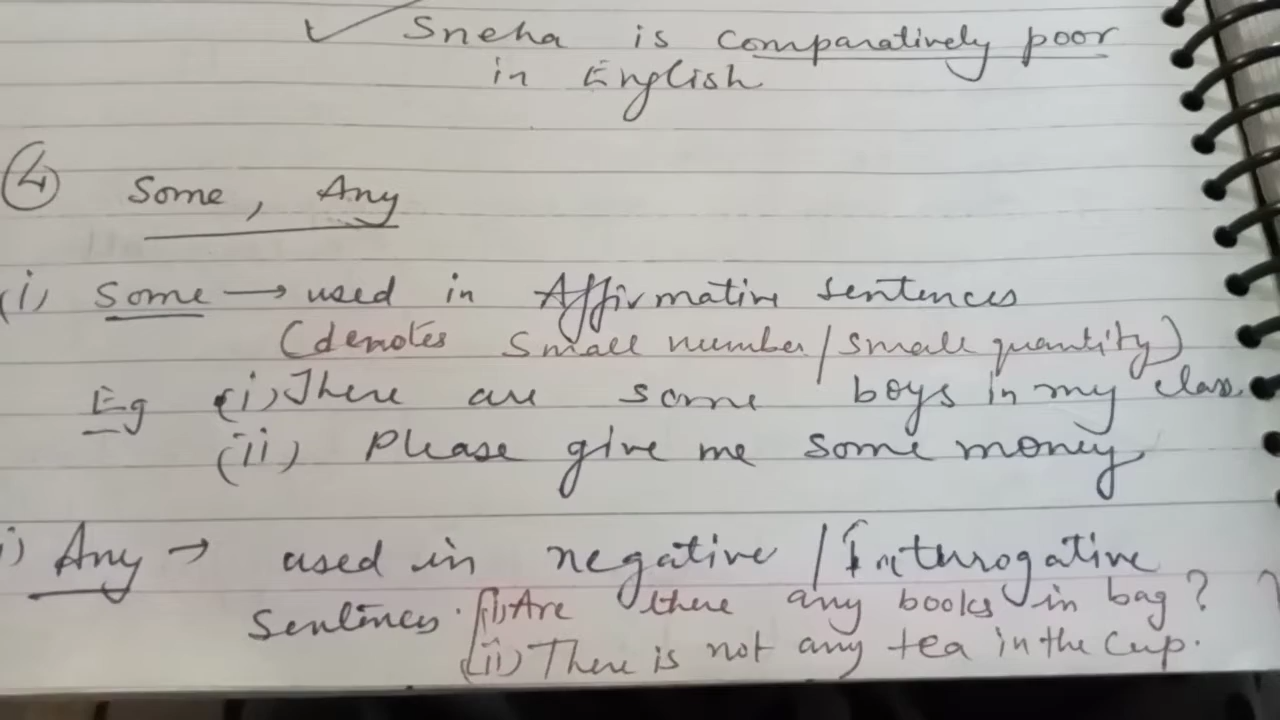 ✓ Sneha is comparatively poor
in English
④ Some, Any
(i) Some → used in Affirmative sentences
(denotes small number / small quantity)
Eg (i) There are some boys in my class.
(ii) Please give me some money
i) Any → used in negative / Interrogative
Sentences. (i) Are there any books in bag?
(ii) There is not any tea in the cup.